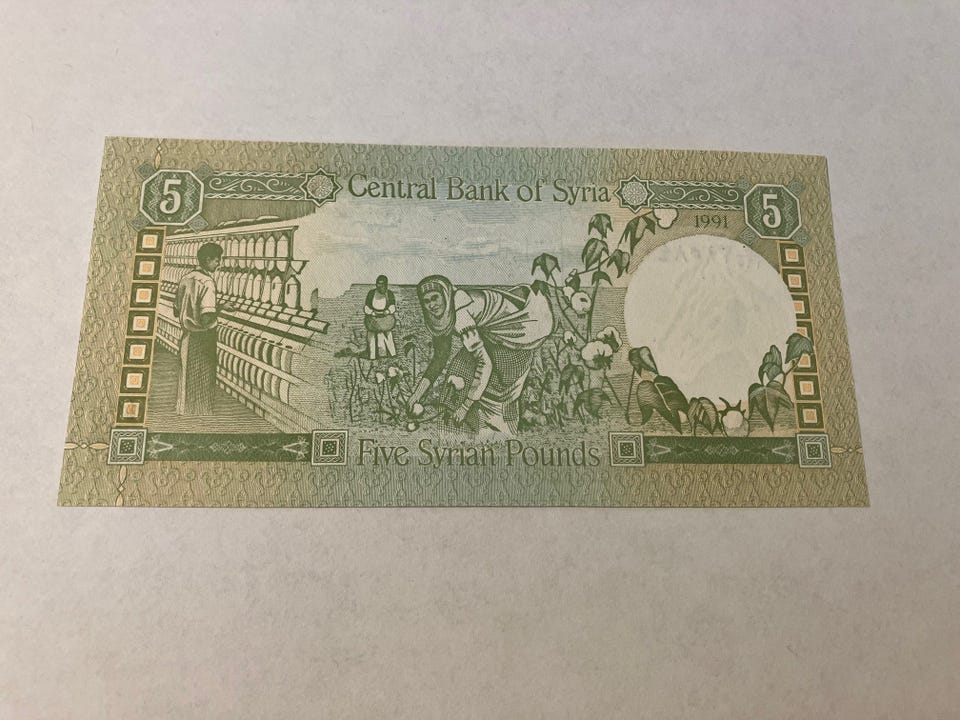 5
Central Bank of Syria
5
1991
Five Syrian Pounds